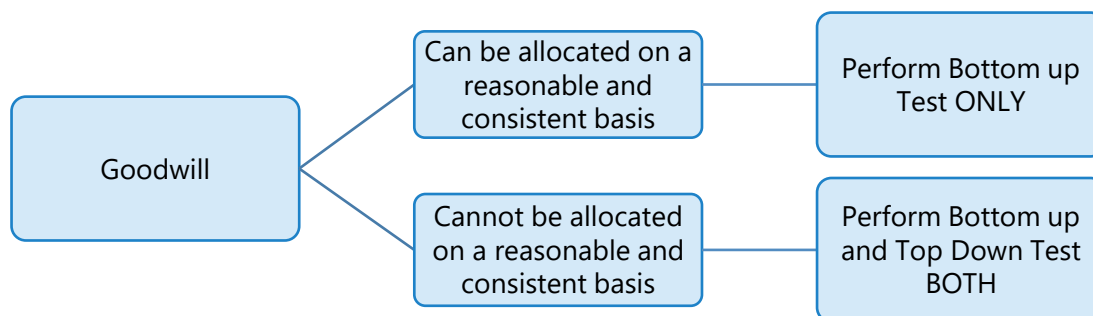 Goodwill
Can be allocated on a
reasonable and
consistent basis
Perform Bottom up
Test ONLY
Cannot be allocated
on a reasonable and
consistent basis
Perform Bottom up
and Top Down Test
BOTH